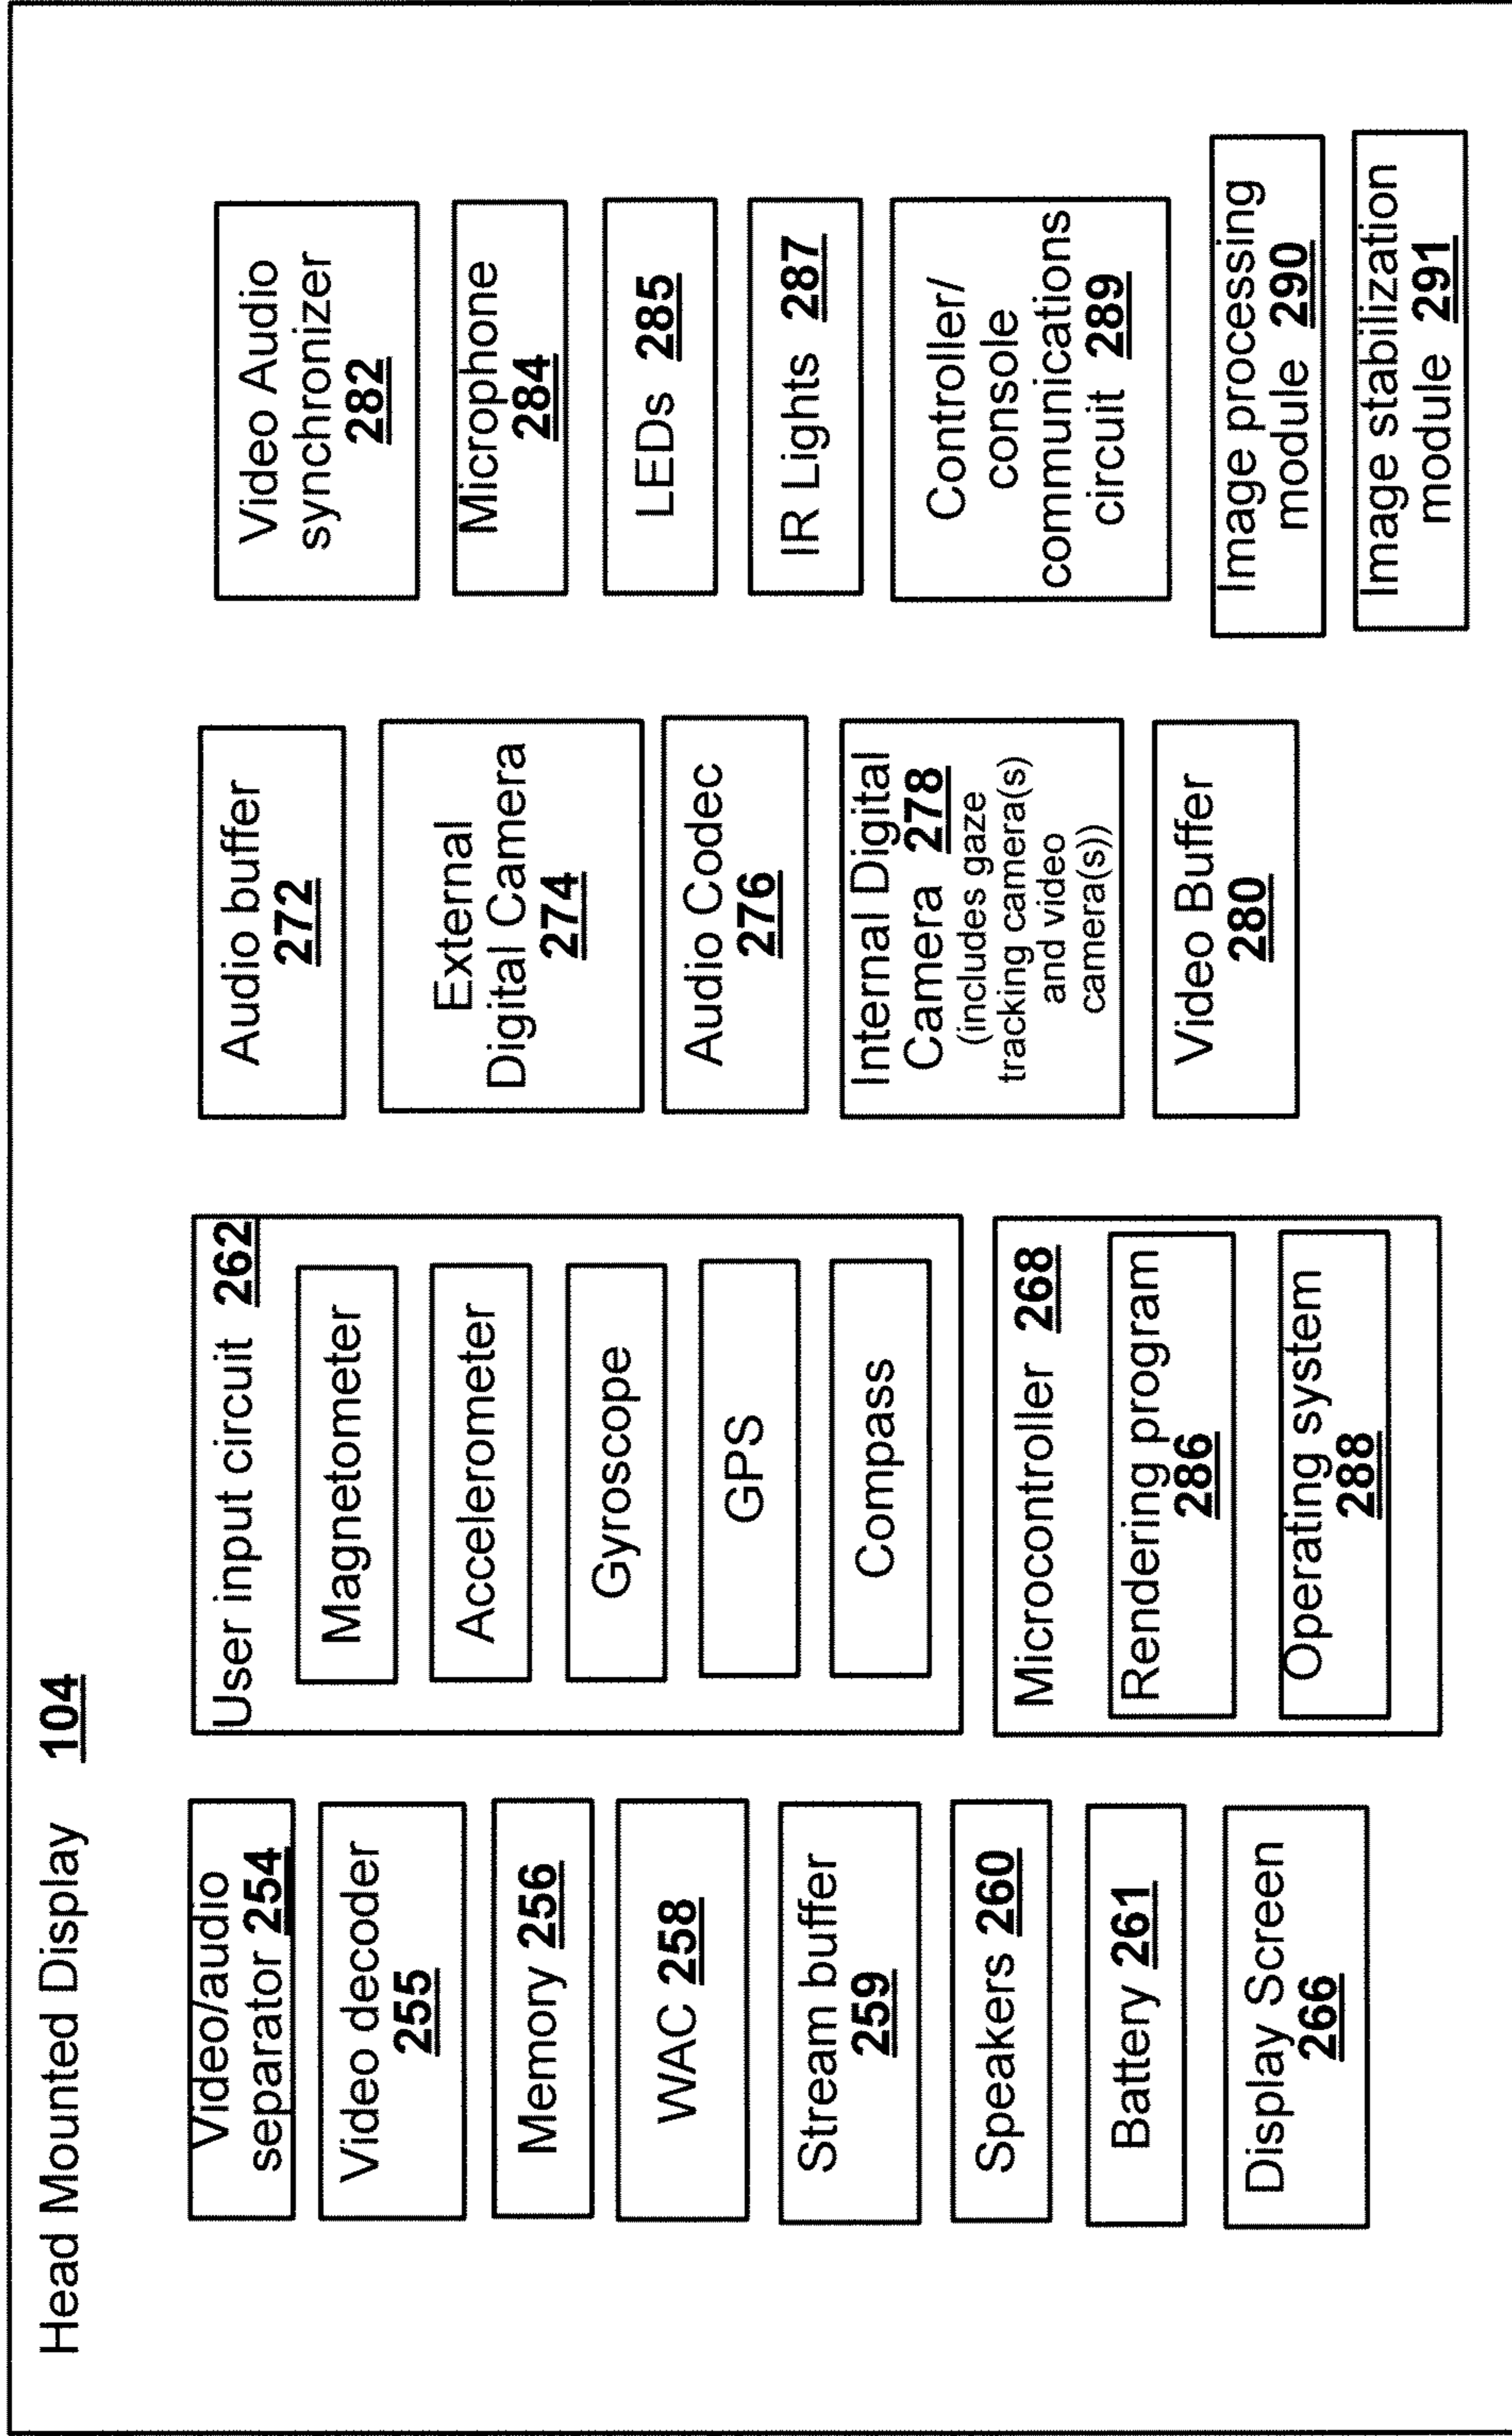 Head Mounted Display 104
Video/audio
separator 254
Video decoder
255
Memory 256
WAC 258
Stream buffer
259
Speakers 260
Battery 261
Display Screen
266
User input circuit 262
Magnetometer
Accelerometer
Gyroscope
GPS
Compass
Microcontroller 268
Rendering program
286
Operating system
288
Audio buffer
272
External
Digital Camera
274
Audio Codec
276
Internal Digital
Camera 278
(includes gaze
tracking camera(s)
and video
camera(s))
Video Buffer
280
Video Audio
synchronizer
282
Microphone
284
LEDs 285
IR Lights 287
Controller/
console
communications
circuit 289
Image processing
module 290
Image stabilization
module 291